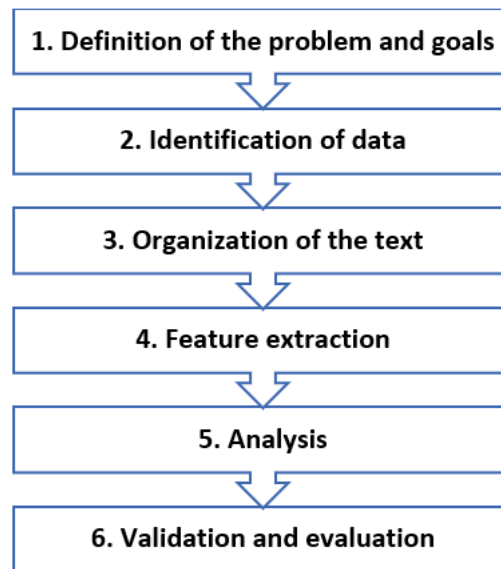 1. Definition of the problem and goals
2. Identification of data
3. Organization of the text
4. Feature extraction
5. Analysis
6. Validation and evaluation